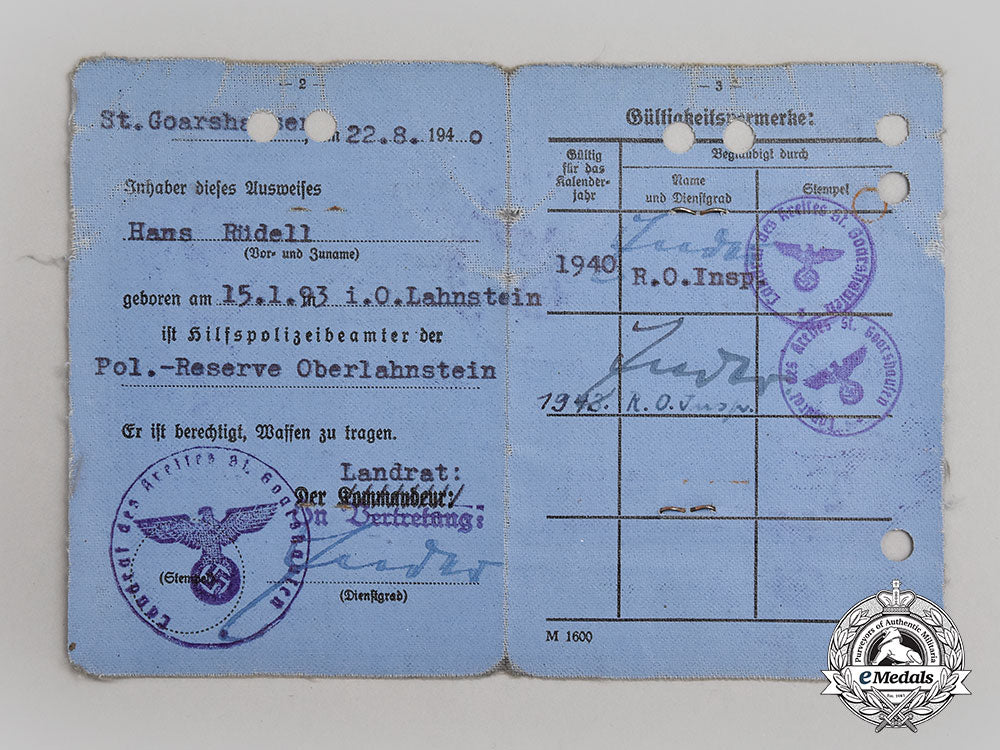 — 2 —
St. Goarshausen, 22.8. 1940
Inhaber dieses Ausweises
Hans Rüdell
(Vor- und Zuname)
geboren am 15.1.93 i.O.Lahnstein
ist Hilfspolizeibeamter der
Pol.-Reserve Oberlahnstein
Er ist berechtigt, Waffen zu tragen.
Landrat:
Der Kommandeur:
In Vertretung:
(Stempel)
(Dienstgrad)
Landrat des Kreises St. Goarshausen
— 3 —
Gültigkeitsvermerke:
Gültig für das Kalender-jahr
Beglaubigt durch
Name und Dienstgrad
Stempel
1940
R.O.Insp.
Landrat des Kreises St. Goarshausen
194 R.O.Insp.
Landrat des Kreises St. Goarshausen
M 1600
Purveyors of Authentic Militaria
eMedals